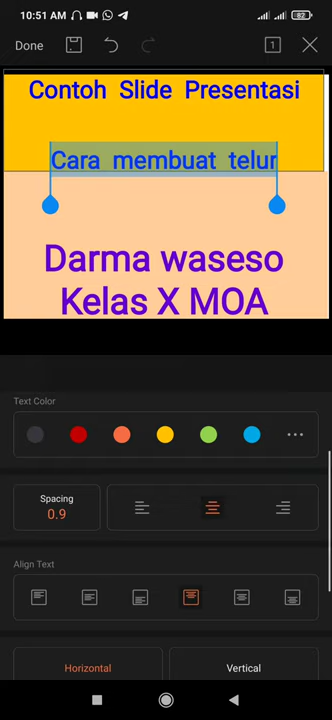 10:51 AM
82
Done
1
Contoh Slide Presentasi
Cara membuat telur
Darma waseso
Kelas X MOA
Text Color
Spacing
0.9
Align Text
Horizontal
Vertical